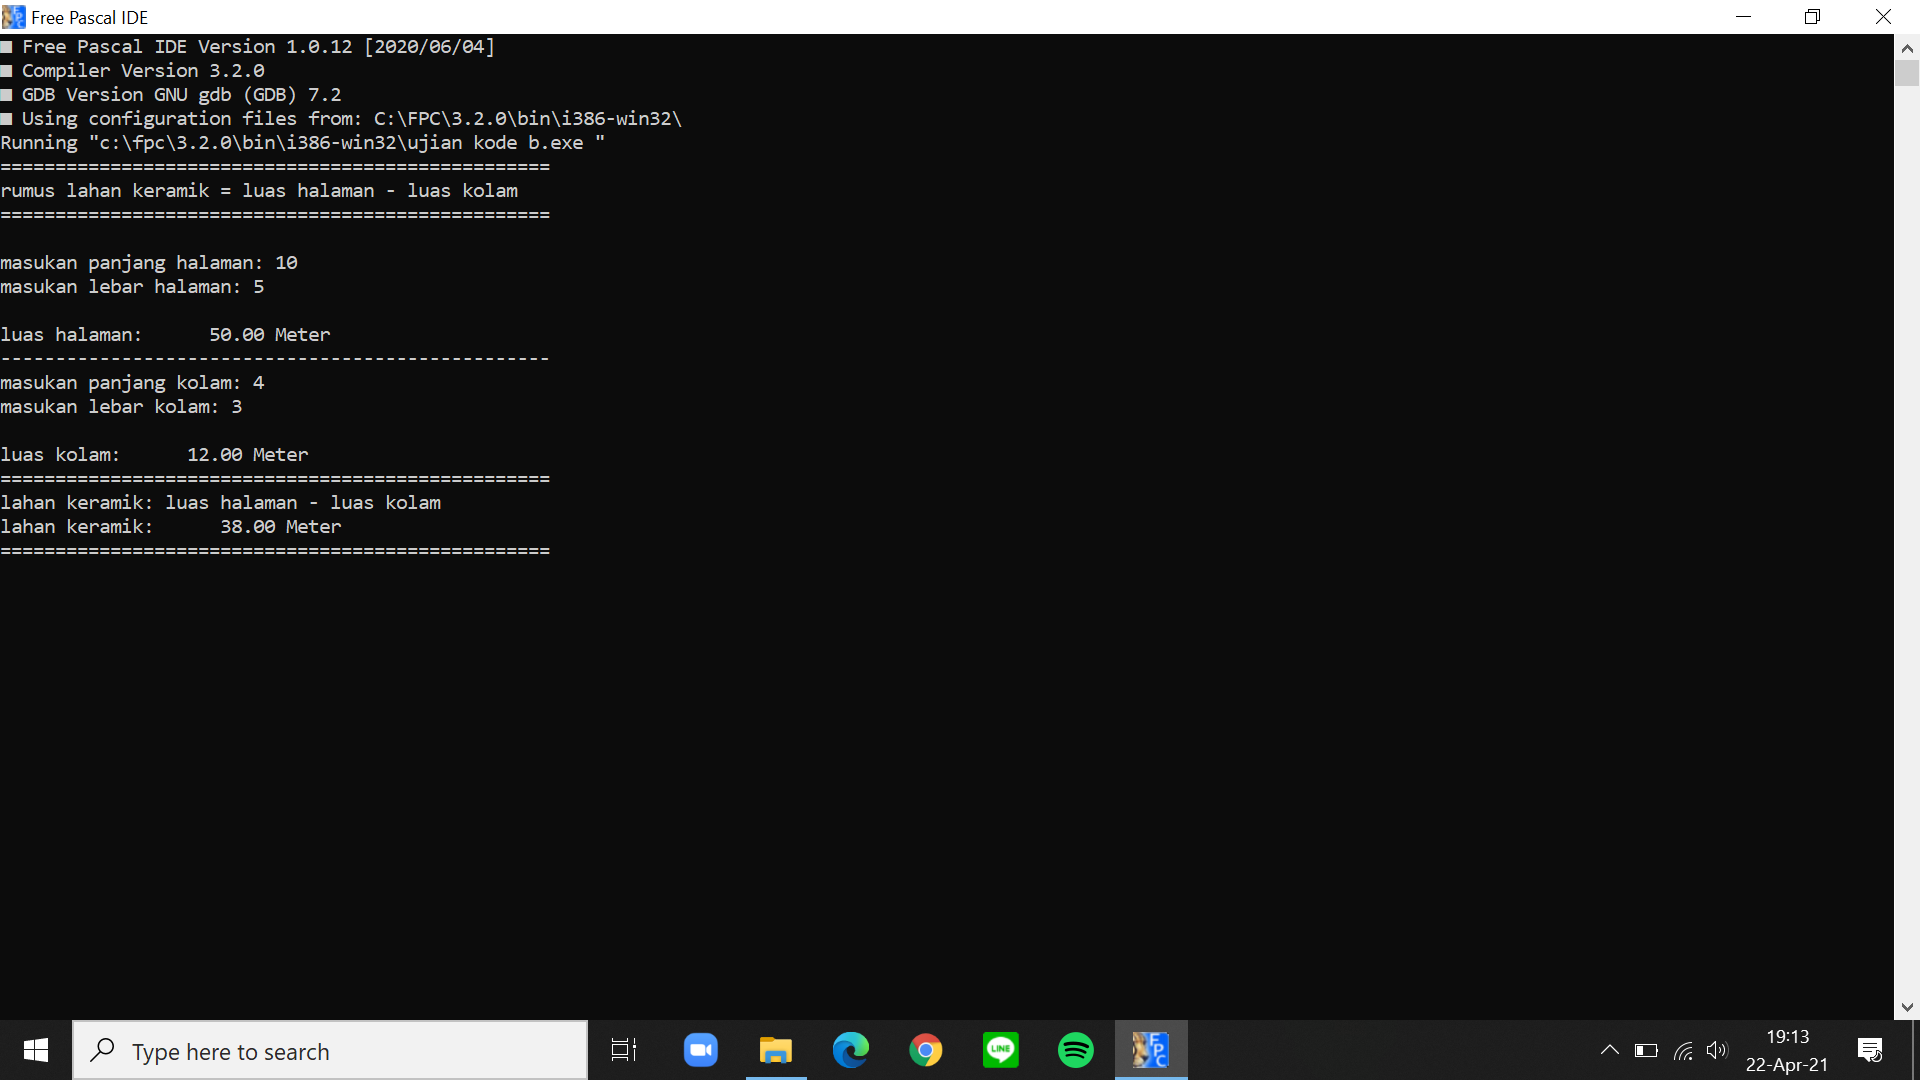 Free Pascal IDE
Free Pascal IDE Version 1.0.12 [2020/06/04]
Compiler Version 3.2.0
GDB Version GNU gdb (GDB) 7.2
Using configuration files from: C:\FPC\3.2.0\bin\i386-win32\
Running "c:\fpc\3.2.0\bin\i386-win32\ujian kode b.exe "
==================================================
rumus lahan keramik = luas halaman - luas kolam
==================================================
masukan panjang halaman: 10
masukan lebar halaman: 5
luas halaman:      50.00 Meter
--------------------------------------------------
masukan panjang kolam: 4
masukan lebar kolam: 3
luas kolam:      12.00 Meter
==================================================
lahan keramik: luas halaman - luas kolam
lahan keramik:      38.00 Meter
==================================================
Type here to search
LINE
FPC
19:13
22-Apr-21